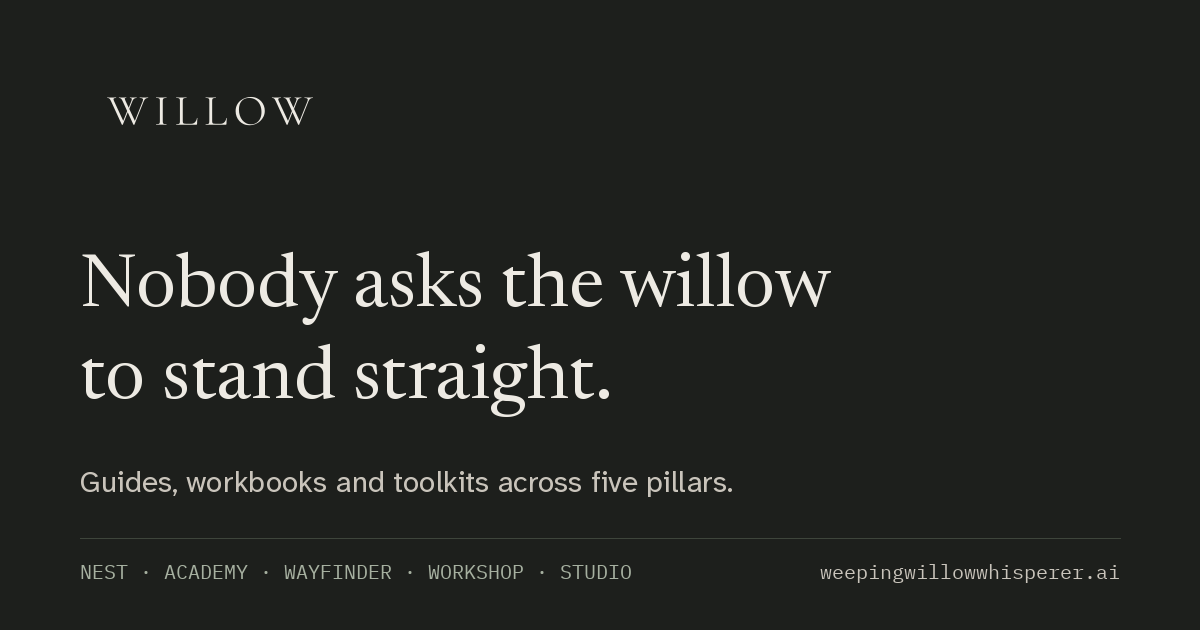 WILLOW
Nobody asks the willow
to stand straight.
Guides, workbooks and toolkits across five pillars.
NEST · ACADEMY · WAYFINDER · WORKSHOP · STUDIO
weepingwillowwhisperer.ai